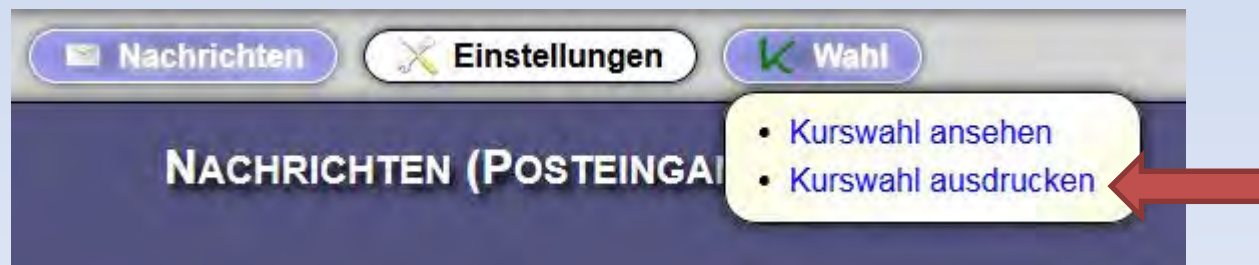 Nachrichten Einstellungen Wahl
Kurswahl ansehen
NACHRICHTEN (POSTEINGA
Kurswahl ausdrucken